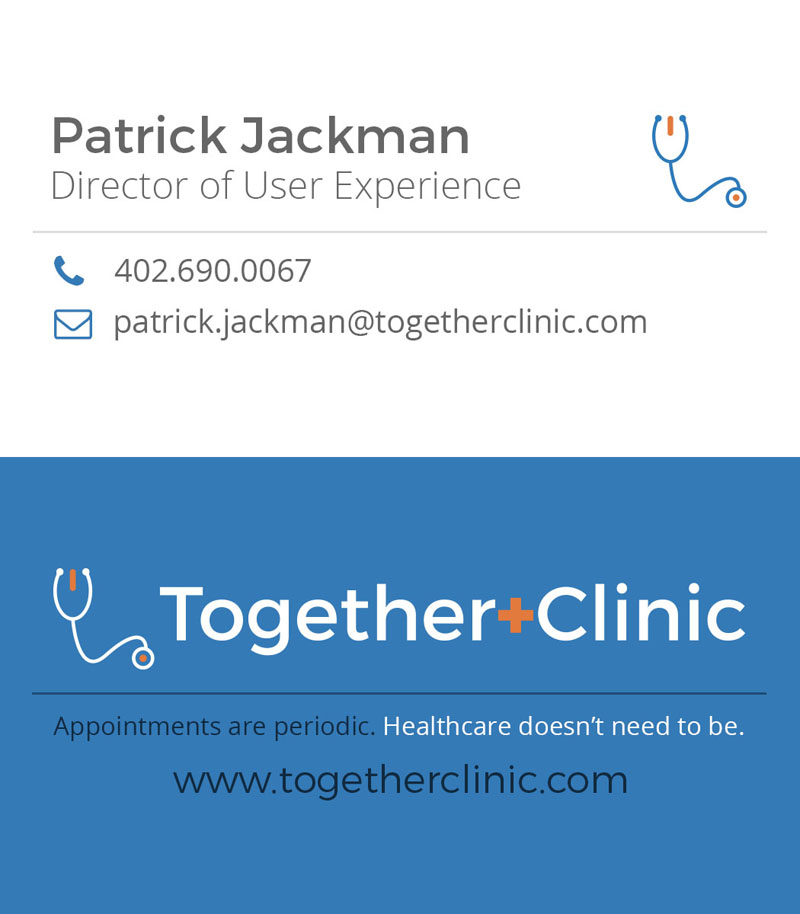 Patrick Jackman
Director of User Experience
402.690.0067
patrick.jackman@togetherclinic.com
Together+Clinic
Appointments are periodic. Healthcare doesn’t need to be.
www.togetherclinic.com